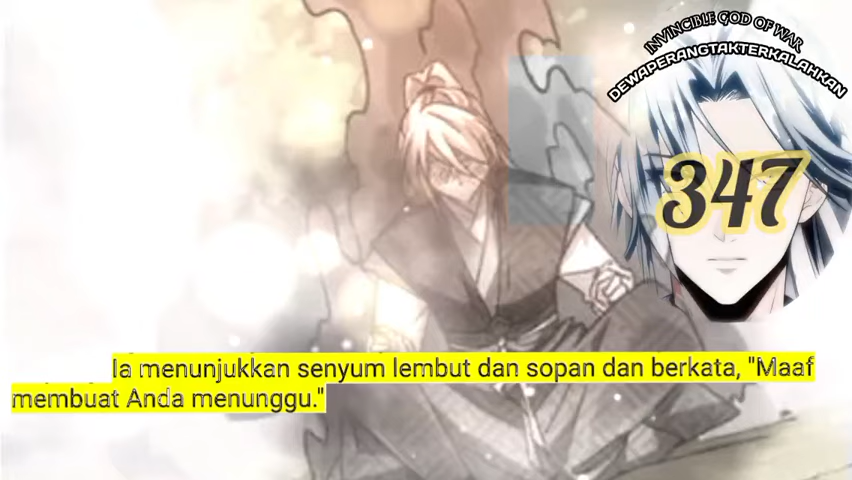 INVINCIBLE GOD OF WAR
DEWAPERANGTAKTERKALAHKAN
347
Ia menunjukkan senyum lembut dan sopan dan berkata, "Maaf
membuat Anda menunggu."